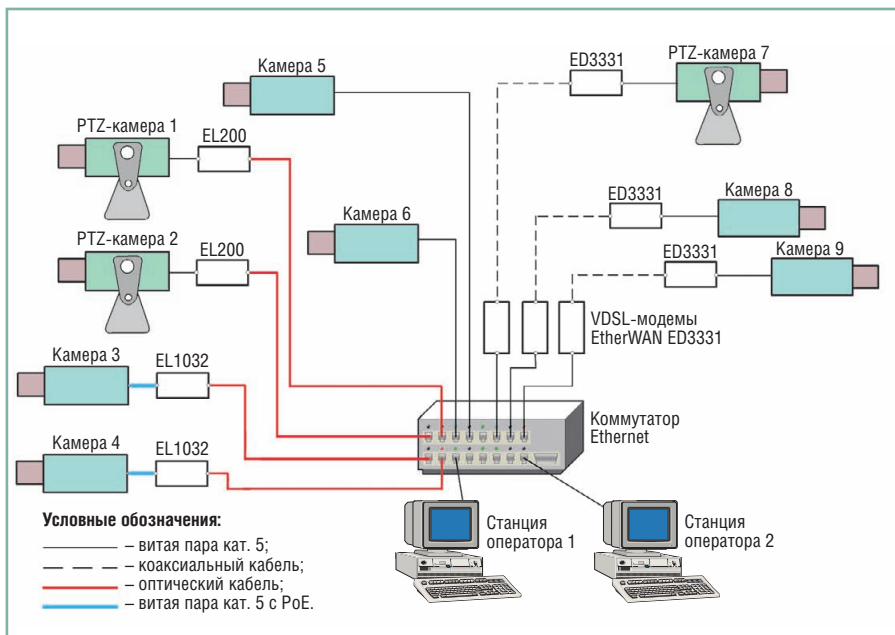 Камера 5
ED3331
PTZ-камера 7
PTZ-камера 1
EL200
Камера 6
ED3331
Камера 8
PTZ-камера 2
EL200
ED3331
Камера 9
VDSL-модемы
EtherWAN ED3331
Камера 3
EL1032
Коммутатор
Ethernet
Камера 4
EL1032
Условные обозначения:
– витая пара кат. 5;
– коаксиальный кабель;
– оптический кабель;
– витая пара кат. 5 с PoE.
Станция
оператора 1
Станция
оператора 2